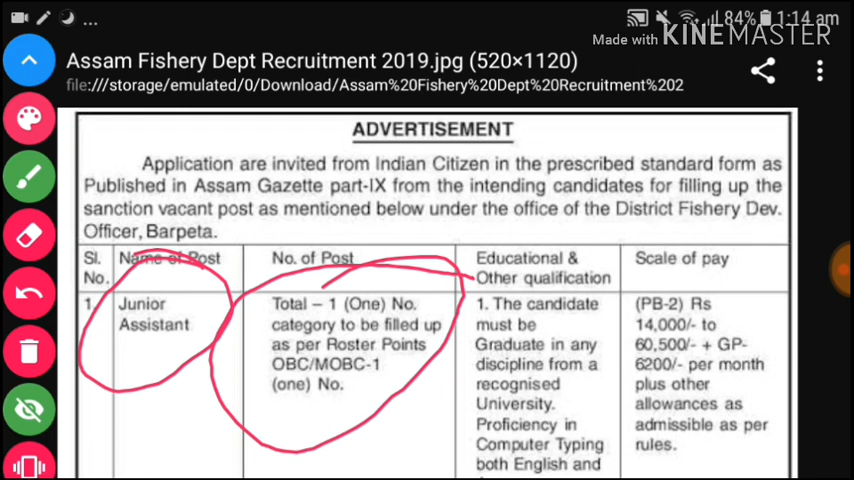 ...
84% 1:14 am
Made with KINEMASTER
Assam Fishery Dept Recruitment 2019.jpg (520×1120)
file:///storage/emulated/0/Download/Assam%20Fishery%20Dept%20Recruitment%202
ADVERTISEMENT
Application are invited from Indian Citizen in the prescribed standard form as
Published in Assam Gazette part-IX from the intending candidates for filling up the
sanction vacant post as mentioned below under the office of the District Fishery Dev.
Officer, Barpeta.
Sl.
No.
Name of Post
No. of Post
Educational &
Other qualification
Scale of pay
1
Junior
Assistant
Total – 1 (One) No.
category to be filled up
as per Roster Points
OBC/MOBC-1
(one) No.
1. The candidate
must be
Graduate in any
discipline from a
recognised
University.
Proficiency in
Computer Typing
both English and
(PB-2) Rs
14,000/- to
60,500/- + GP-
6200/- per month
plus other
allowances as
admissible as per
rules.